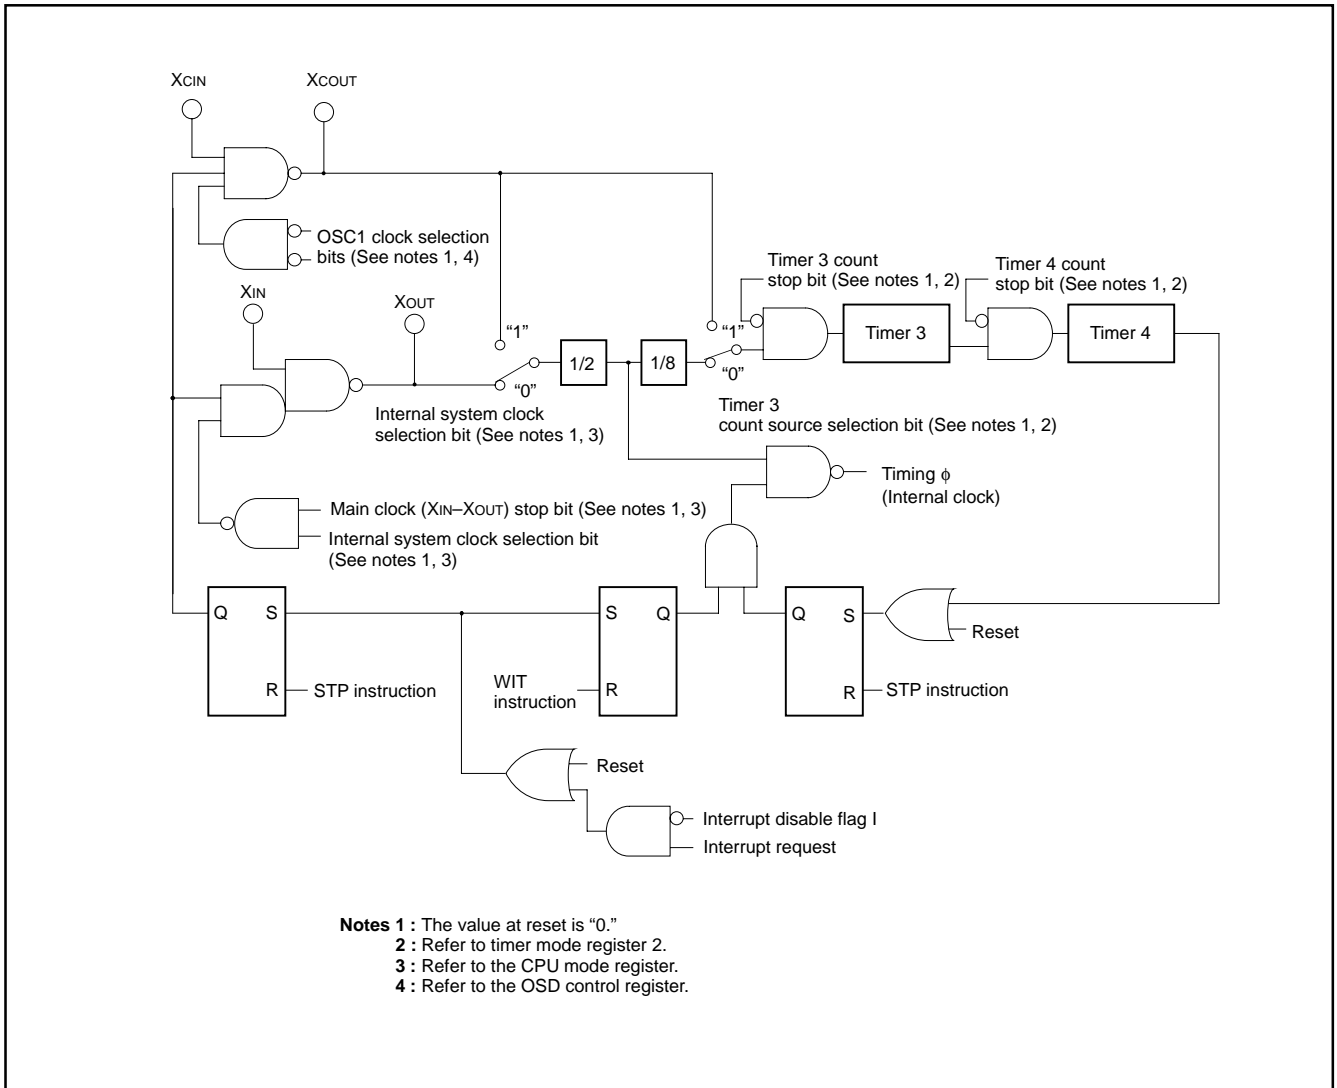 XCIN
XCOUT
OSC1 clock selection
bits (See notes 1, 4)
XIN
XOUT
“1”
“0”
Internal system clock
selection bit (See notes 1, 3)
1/2
1/8
“1”
“0”
Timer 3 count
stop bit (See notes 1, 2)
Timer 3
Timer 4 count
stop bit (See notes 1, 2)
Timer 4
Timer 3
count source selection bit (See notes 1, 2)
Timing ϕ
(Internal clock)
Main clock (XIN–XOUT) stop bit (See notes 1, 3)
Internal system clock selection bit
(See notes 1, 3)
Q
S
R
STP instruction
WIT
instruction
S
Q
R
Q
S
R
STP instruction
Reset
Reset
Interrupt disable flag I
Interrupt request
Notes 1 : The value at reset is “0.”
2 : Refer to timer mode register 2.
3 : Refer to the CPU mode register.
4 : Refer to the OSD control register.